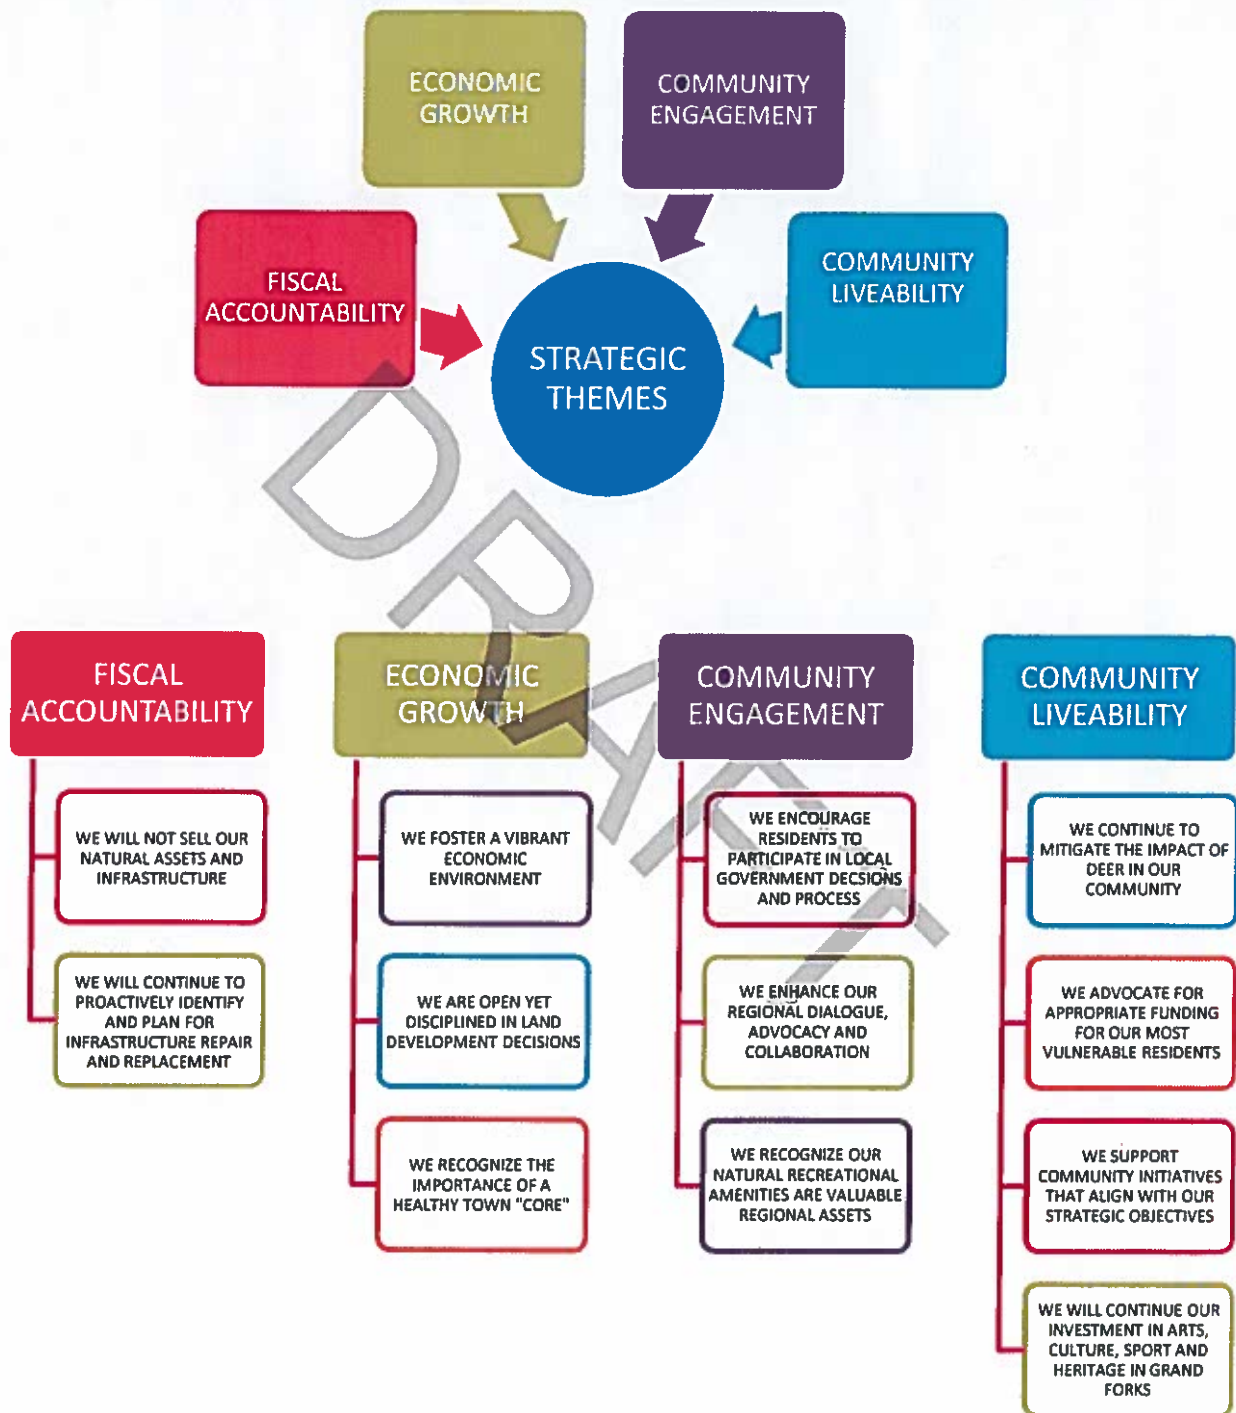 ECONOMIC
GROWTH
COMMUNITY
ENGAGEMENT
FISCAL
ACCOUNTABILITY
COMMUNITY
LIVEABILITY
STRATEGIC
THEMES
DRAFT
FISCAL
ACCOUNTABILITY
WE WILL NOT SELL OUR
NATURAL ASSETS AND
INFRASTRUCTURE
WE WILL CONTINUE TO
PROACTIVELY IDENTIFY
AND PLAN FOR
INFRASTRUCTURE REPAIR
AND REPLACEMENT
ECONOMIC
GROWTH
WE FOSTER A VIBRANT
ECONOMIC
ENVIRONMENT
WE ARE OPEN YET
DISCIPLINED IN LAND
DEVELOPMENT DECISIONS
WE RECOGNIZE THE
IMPORTANCE OF A
HEALTHY TOWN "CORE"
COMMUNITY
ENGAGEMENT
WE ENCOURAGE
RESIDENTS TO
PARTICIPATE IN LOCAL
GOVERNMENT DECSIONS
AND PROCESS
WE ENHANCE OUR
REGIONAL DIALOGUE,
ADVOCACY AND
COLLABORATION
WE RECOGNIZE OUR
NATURAL RECREATIONAL
AMENITIES ARE VALUABLE
REGIONAL ASSETS
COMMUNITY
LIVEABILITY
WE CONTINUE TO
MITIGATE THE IMPACT OF
DEER IN OUR
COMMUNITY
WE ADVOCATE FOR
APPROPRIATE FUNDING
FOR OUR MOST
VULNERABLE RESIDENTS
WE SUPPORT
COMMUNITY INITIATIVES
THAT ALIGN WITH OUR
STRATEGIC OBJECTIVES
WE WILL CONTINUE OUR
INVESTMENT IN ARTS,
CULTURE, SPORT AND
HERITAGE IN GRAND
FORKS